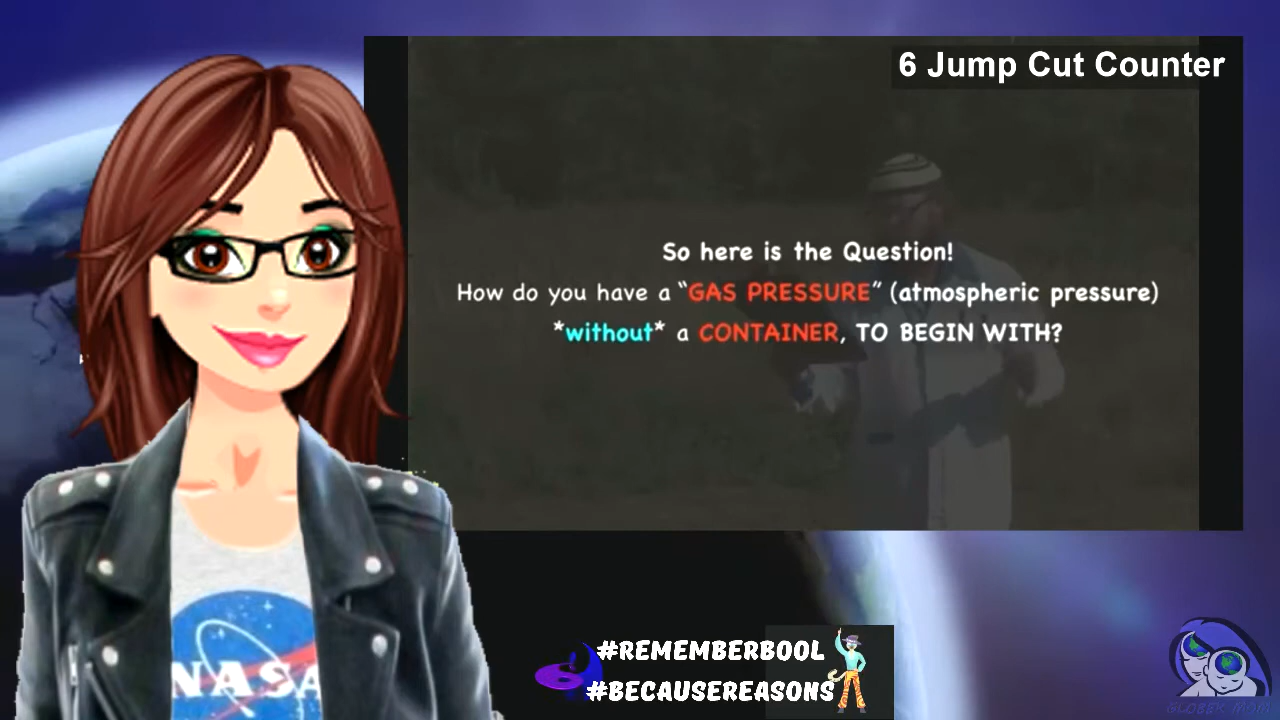 6 Jump Cut Counter
So here is the Question!
How do you have a “GAS PRESSURE” (atmospheric pressure)
*without* a CONTAINER, TO BEGIN WITH?
NASA
#REMEMBERBOOL
#BECAUSEREASONS